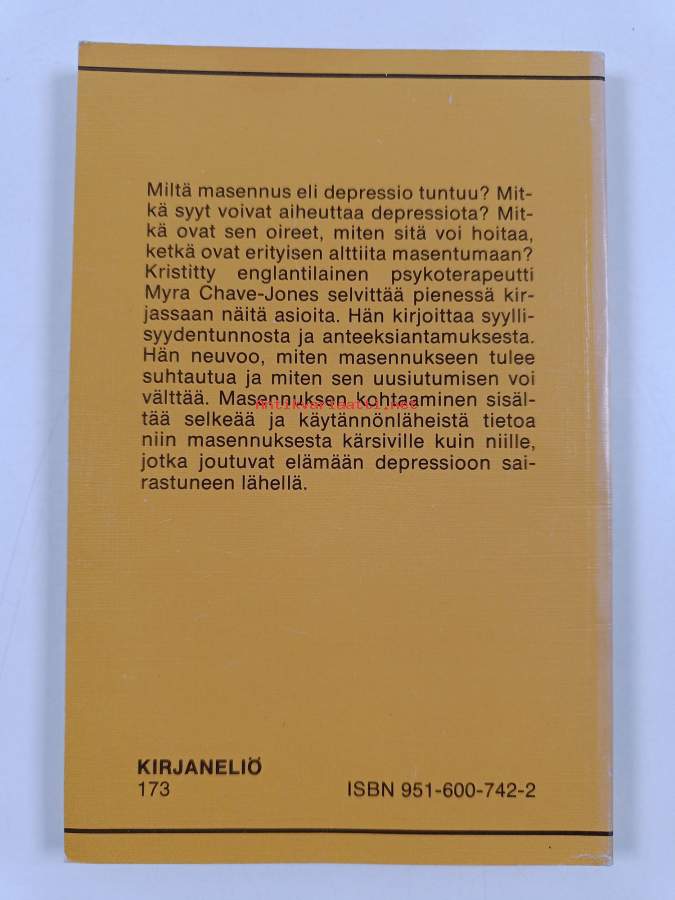 Miltä masennus eli depressio tuntuu? Mit-
kä syyt voivat aiheuttaa depressiota? Mit-
kä ovat sen oireet, miten sitä voi hoitaa,
ketkä ovat erityisen alttiita masentumaan?
Kristitty englantilainen psykoterapeutti
Myra Chave-Jones selvittää pienessä kir-
jassaan näitä asioita. Hän kirjoittaa syylli-
syydentunnosta ja anteeksiantamuksesta.
Hän neuvoo, miten masennukseen tulee
suhtautua ja miten sen uusiutumisen voi
välttää. Masennuksen kohtaaminen sisäl-
Antikvariaatti.net
tää selkeää ja käytännönläheistä tietoa
niin masennuksesta kärsiville kuin niille,
jotka joutuvat elämään depressioon sai-
rastuneen lähellä.
KIRJANELIÖ
173 ISBN 951-600-742-2